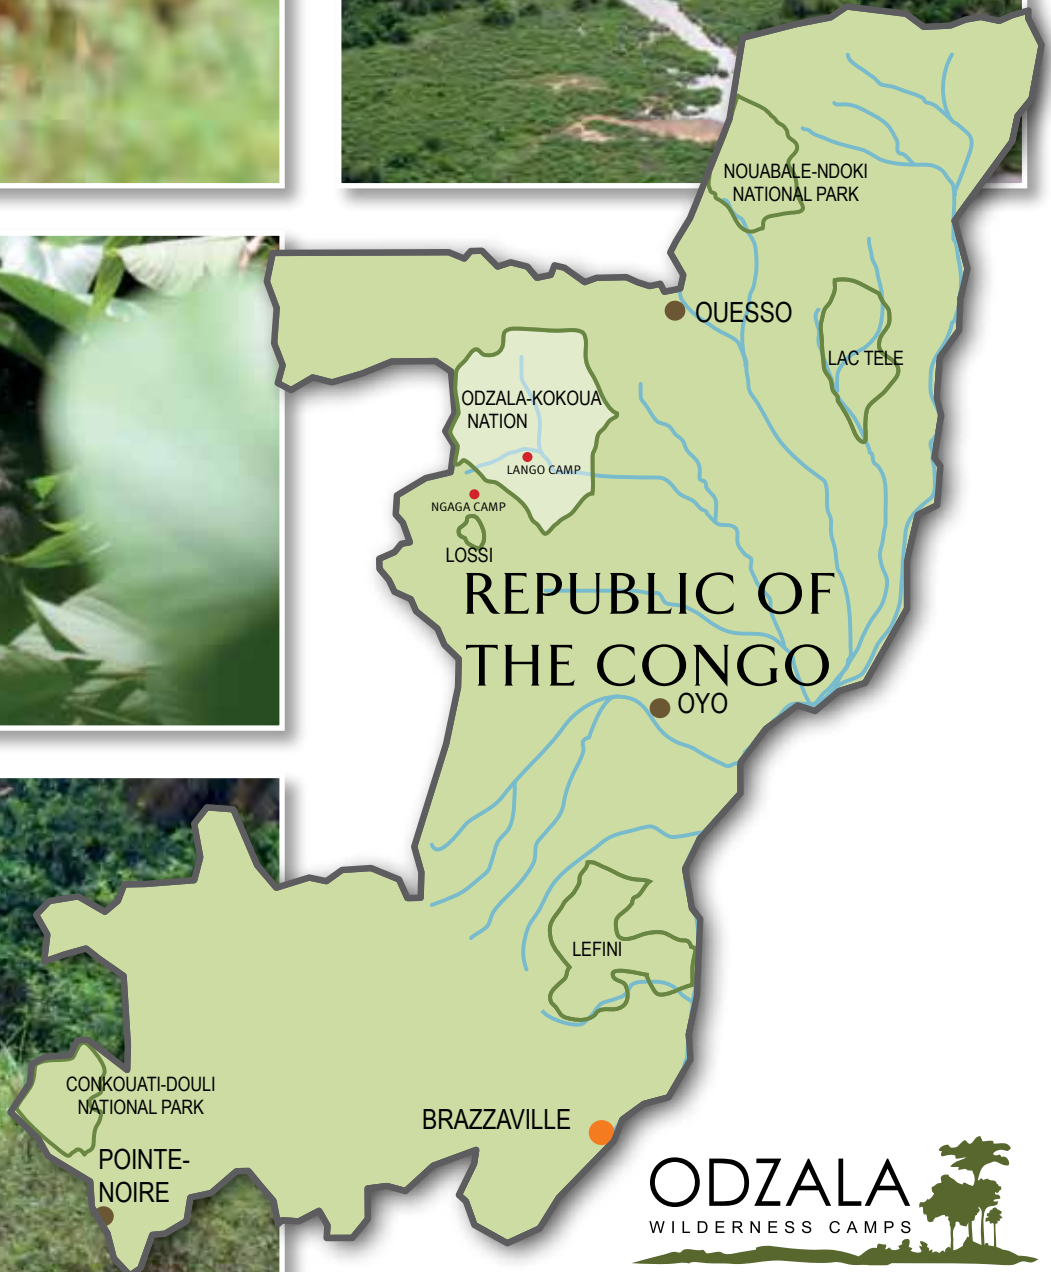 NOUABALE-NDOKI
NATIONAL PARK
OUESSO
LAC TELE
ODZALA-KOKOUA
NATION
LANGO CAMP
NGAGA CAMP
LOSSI
REPUBLIC OF
THE CONGO
OYO
LEFINI
CONKOUATI-DOULI
NATIONAL PARK
BRAZZAVILLE
POINTE-
NOIRE
ODZALA
WILDERNESS CAMPS